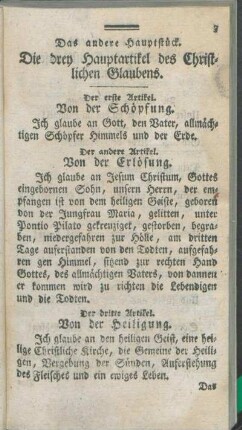 Das andere Hauptstück.
Die drey Hauptartikel des Christ-
lichen Glaubens.
Der erste Artikel.
Von der Schöpfung.
Ich glaube an Gott, den Vater, allmäch-
tigen Schöpfer Himmels und der Erde.
Der andere Artikel.
Von der Erlösung.
Ich glaube an Jesum Christum, Gottes
eingebornen Sohn, unsern Herrn, der em-
pfangen ist von dem heiligen Geiste, geboren
von der Jungfrau Maria, gelitten, unter
Pontio Pilato gekreuziget, gestorben, begra-
ben, niedergefahren zur Hölle, am dritten
Tage auferstanden von den Todten, aufgefah-
ren gen Himmel, sitzend zur rechten Hand
Gottes, des allmächtigen Vaters, von dannen
er kommen wird zu richten die Lebendigen
und die Todten.
Der dritte Artikel.
Von der Heiligung.
Ich glaube an den heiligen Geist, eine hei-
lige Christliche Kirche, die Gemeine der Heili-
gen, Vergebung der Sünden, Auferstehung
des Fleisches und ein ewiges Leben.
Das